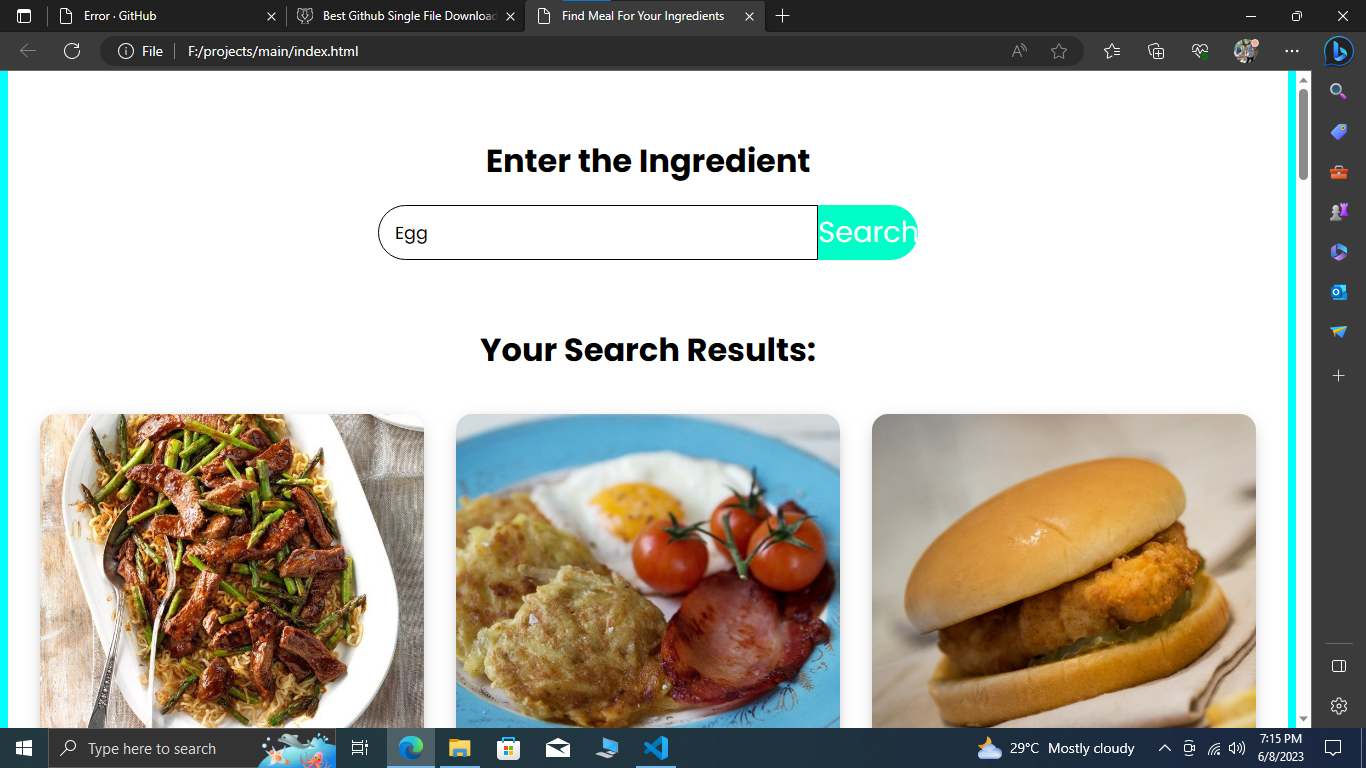 Error · GitHub
Best Github Single File Download
Find Meal For Your Ingredients
File
F:/projects/main/index.html
Enter the Ingredient
Egg
Search
Your Search Results:
Type here to search
29°C Mostly cloudy
7:15 PM
6/8/2023